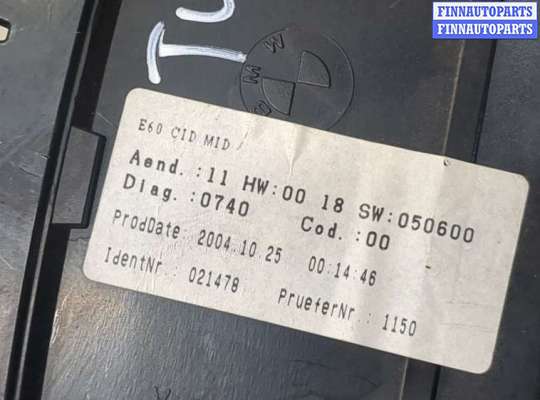 FINNAUTOPARTS
FINNAUTOPARTS
BMW
E60 CID MID
Aend. :11 HW:00 18 SW:050600
Diag. :0740 Cod. :00
ProdDate: 2004.10.25 00:14:46
IdentNr.: 021478 PrueferNr.: 1150